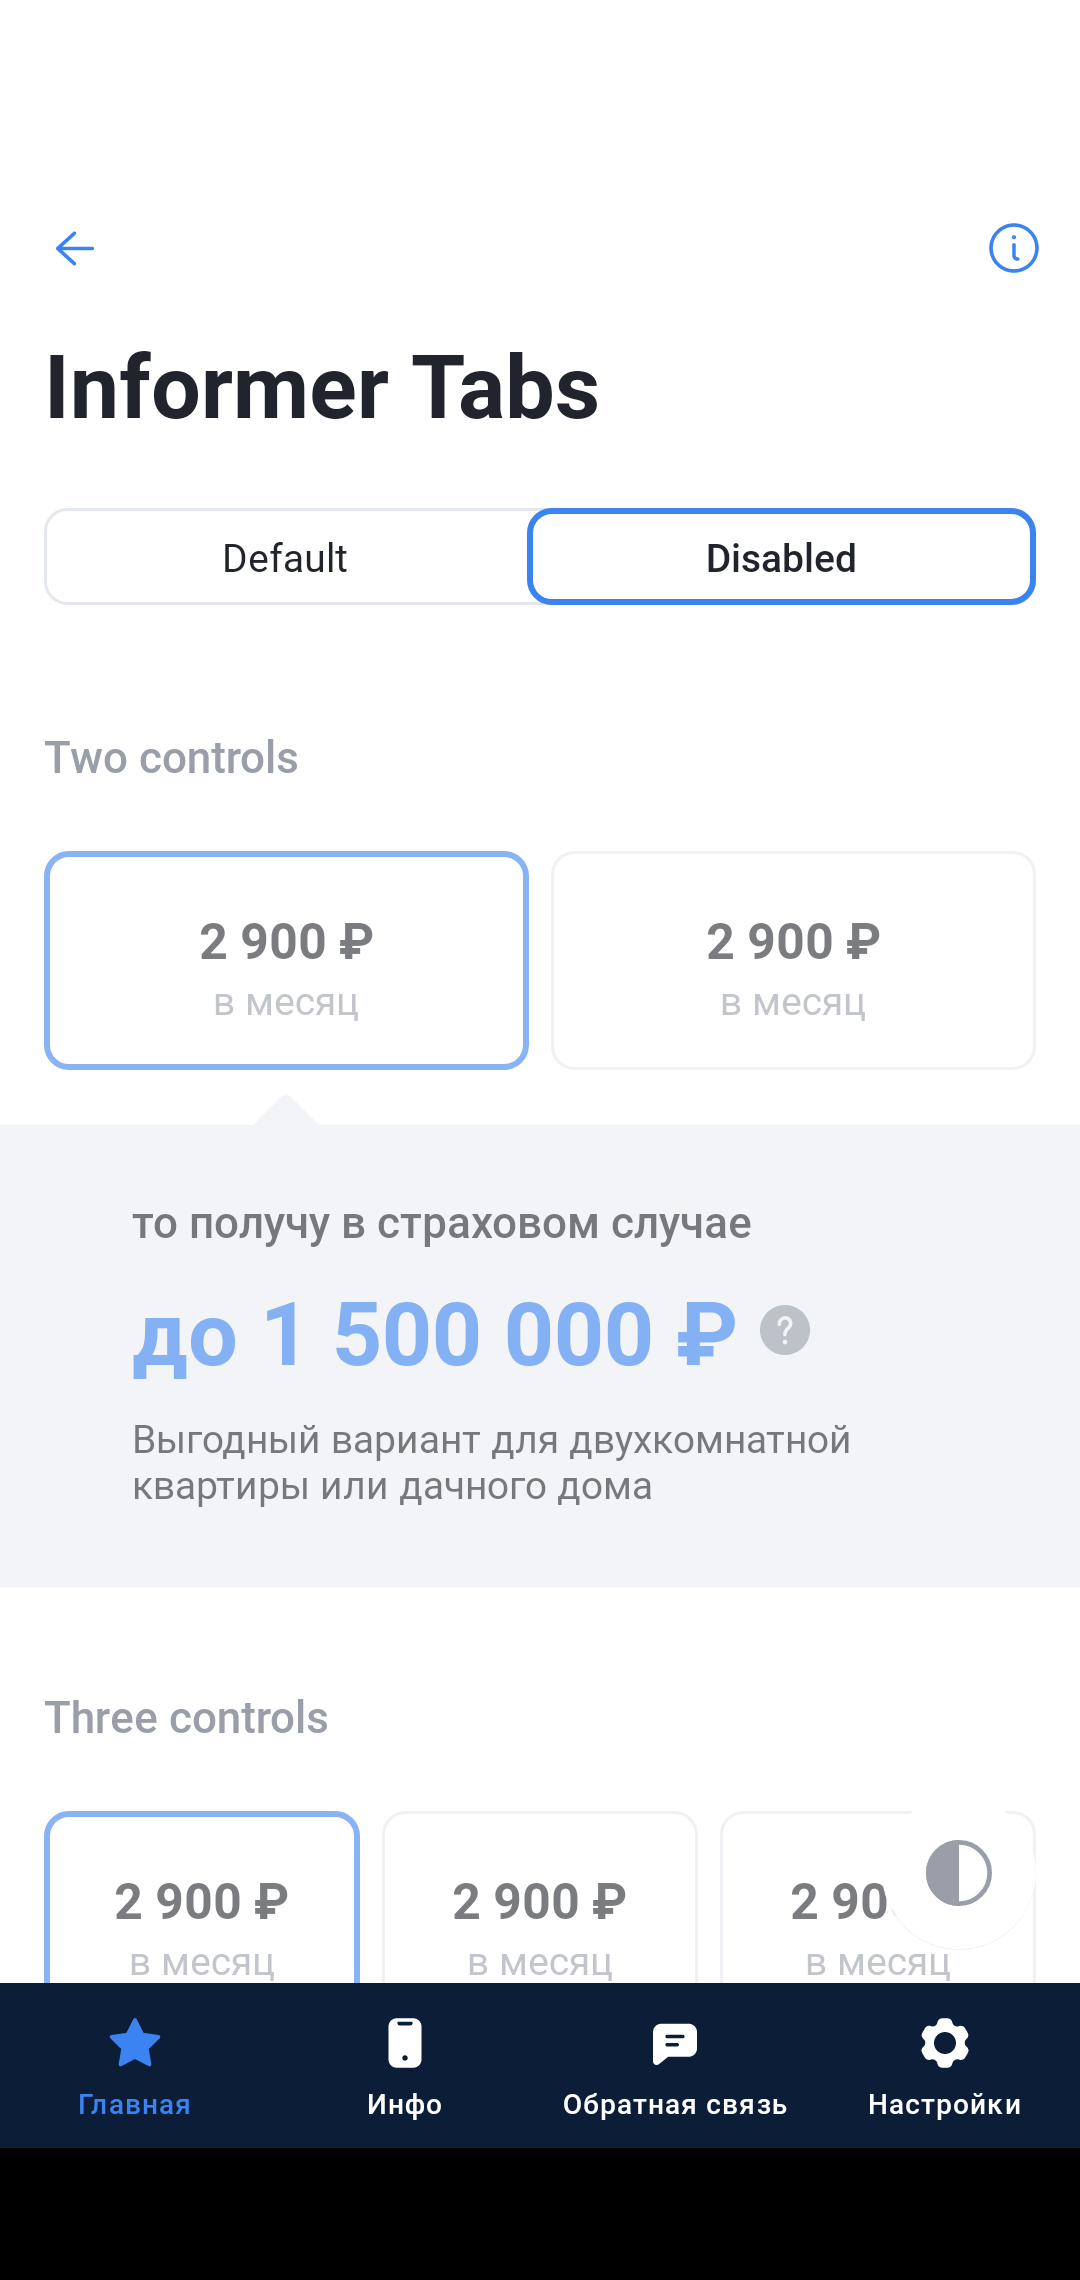 Informer Tabs
Default
Disabled
Two controls
2 900 ₽
в месяц
2 900 ₽
в месяц
то получу в страховом случае
до 1 500 000 ₽ ?
Выгодный вариант для двухкомнатной
квартиры или дачного дома
Three controls
2 900 ₽
в месяц
2 900 ₽
в месяц
2 90
в месяц
Главная
Инфо
Обратная связь
Настройки